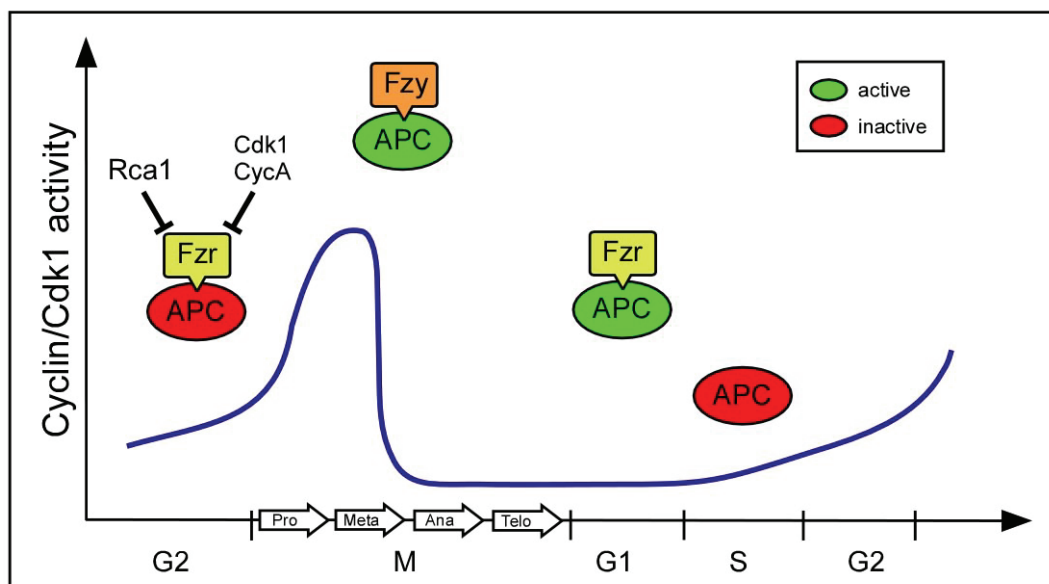 Cyclin/Cdk1 activity
Fzy
APC
active
inactive
Rca1
Cdk1
CycA
Fzr
APC
Fzr
APC
APC
Pro
Meta
Ana
Telo
G2
M
G1
S
G2